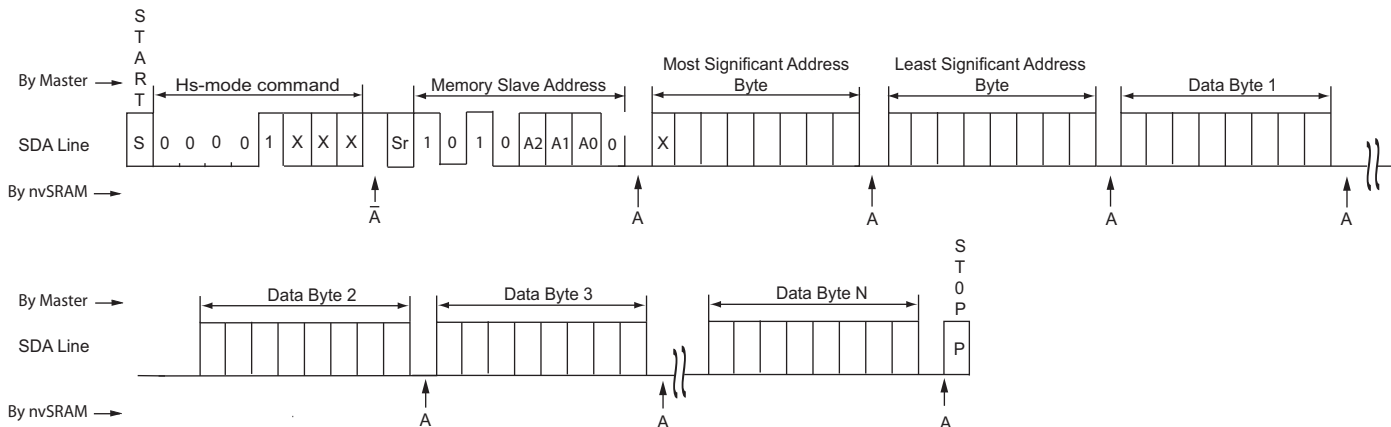 S
T
A
R
T
By Master
Hs-mode command
Memory Slave Address
Most Significant Address
Byte
Least Significant Address
Byte
Data Byte 1
SDA Line
S 0 0 0 0 1 X X X Sr 1 0 1 0 A2 A1 A0 0 X
By nvSRAM
A̅ A A A A
S
T
0
P
By Master
Data Byte 2
Data Byte 3
Data Byte N
SDA Line
P
By nvSRAM
A A A